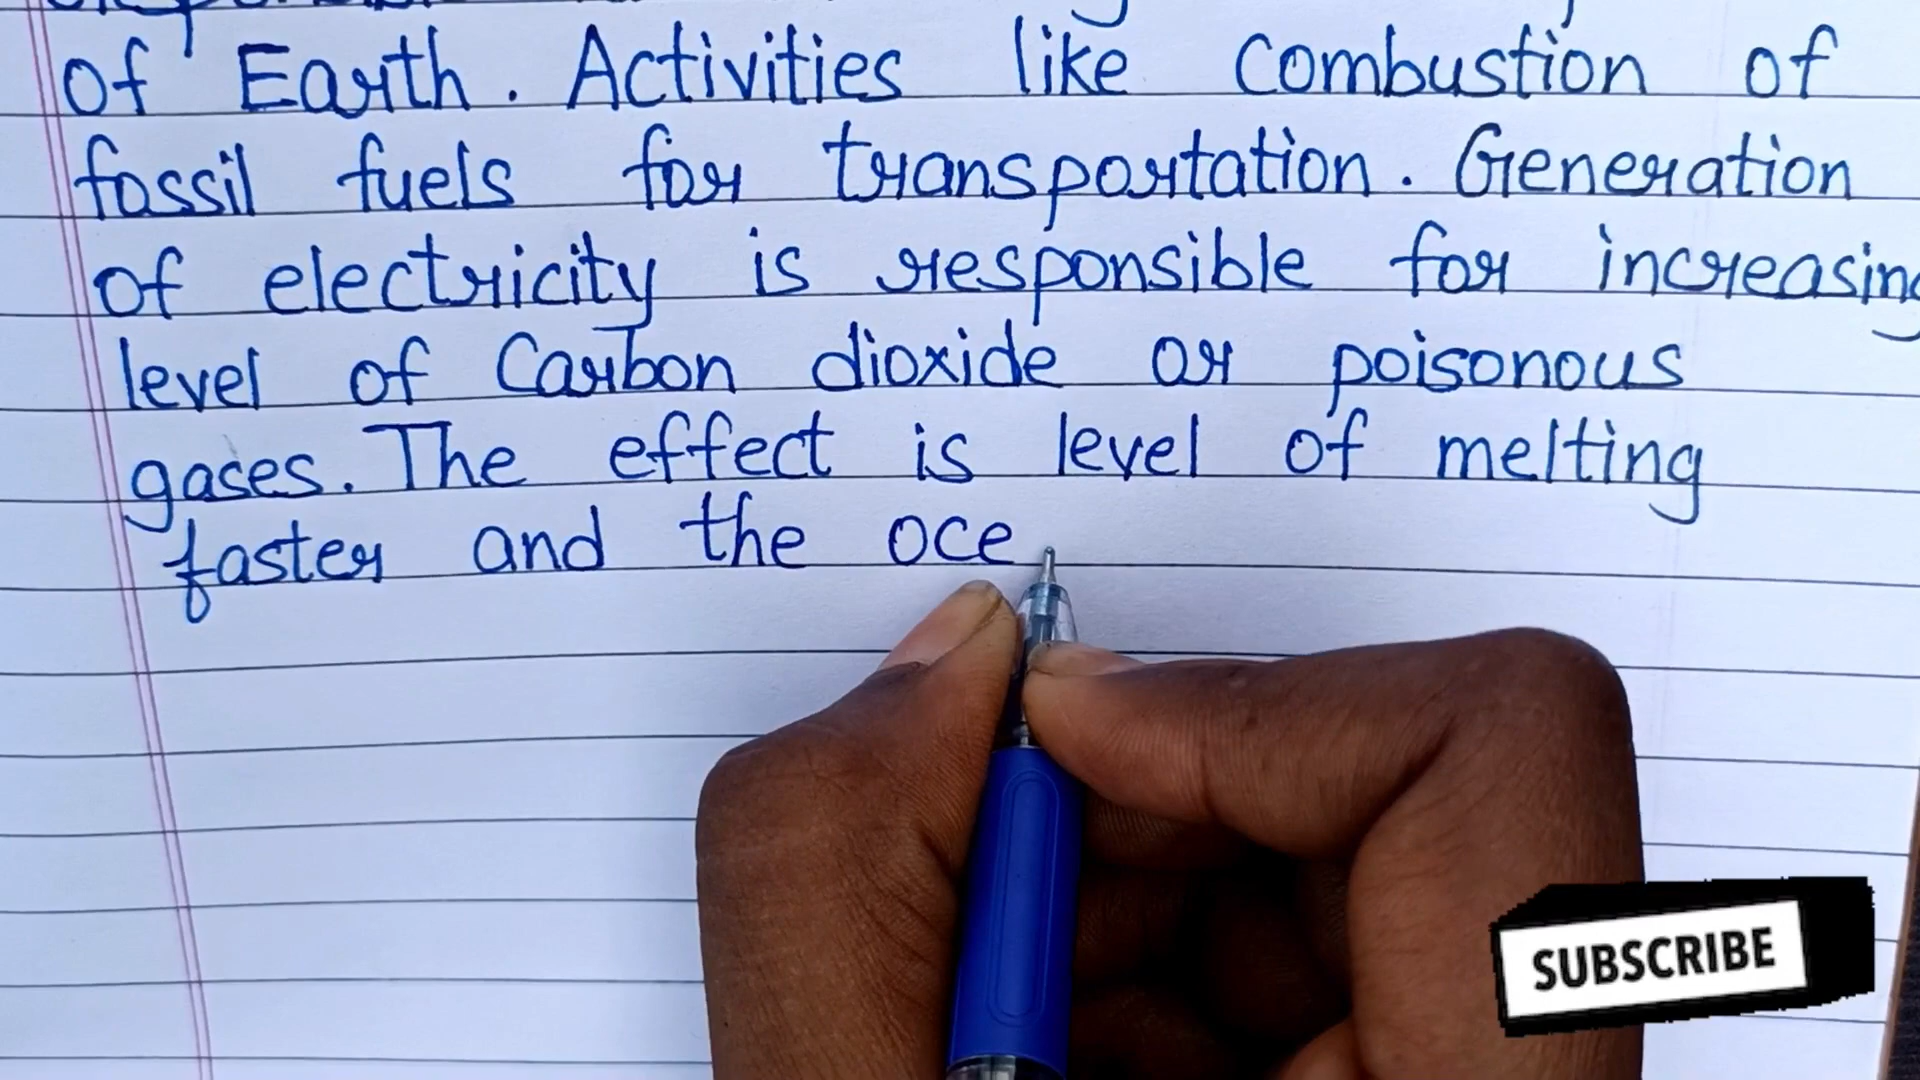 of Earth. Activities like combustion of
fossil fuels for transportation. Generation
of electricity is responsible for increasing
level of Carbon dioxide or poisonous
gases. The effect is level of melting
faster and the oce
SUBSCRIBE